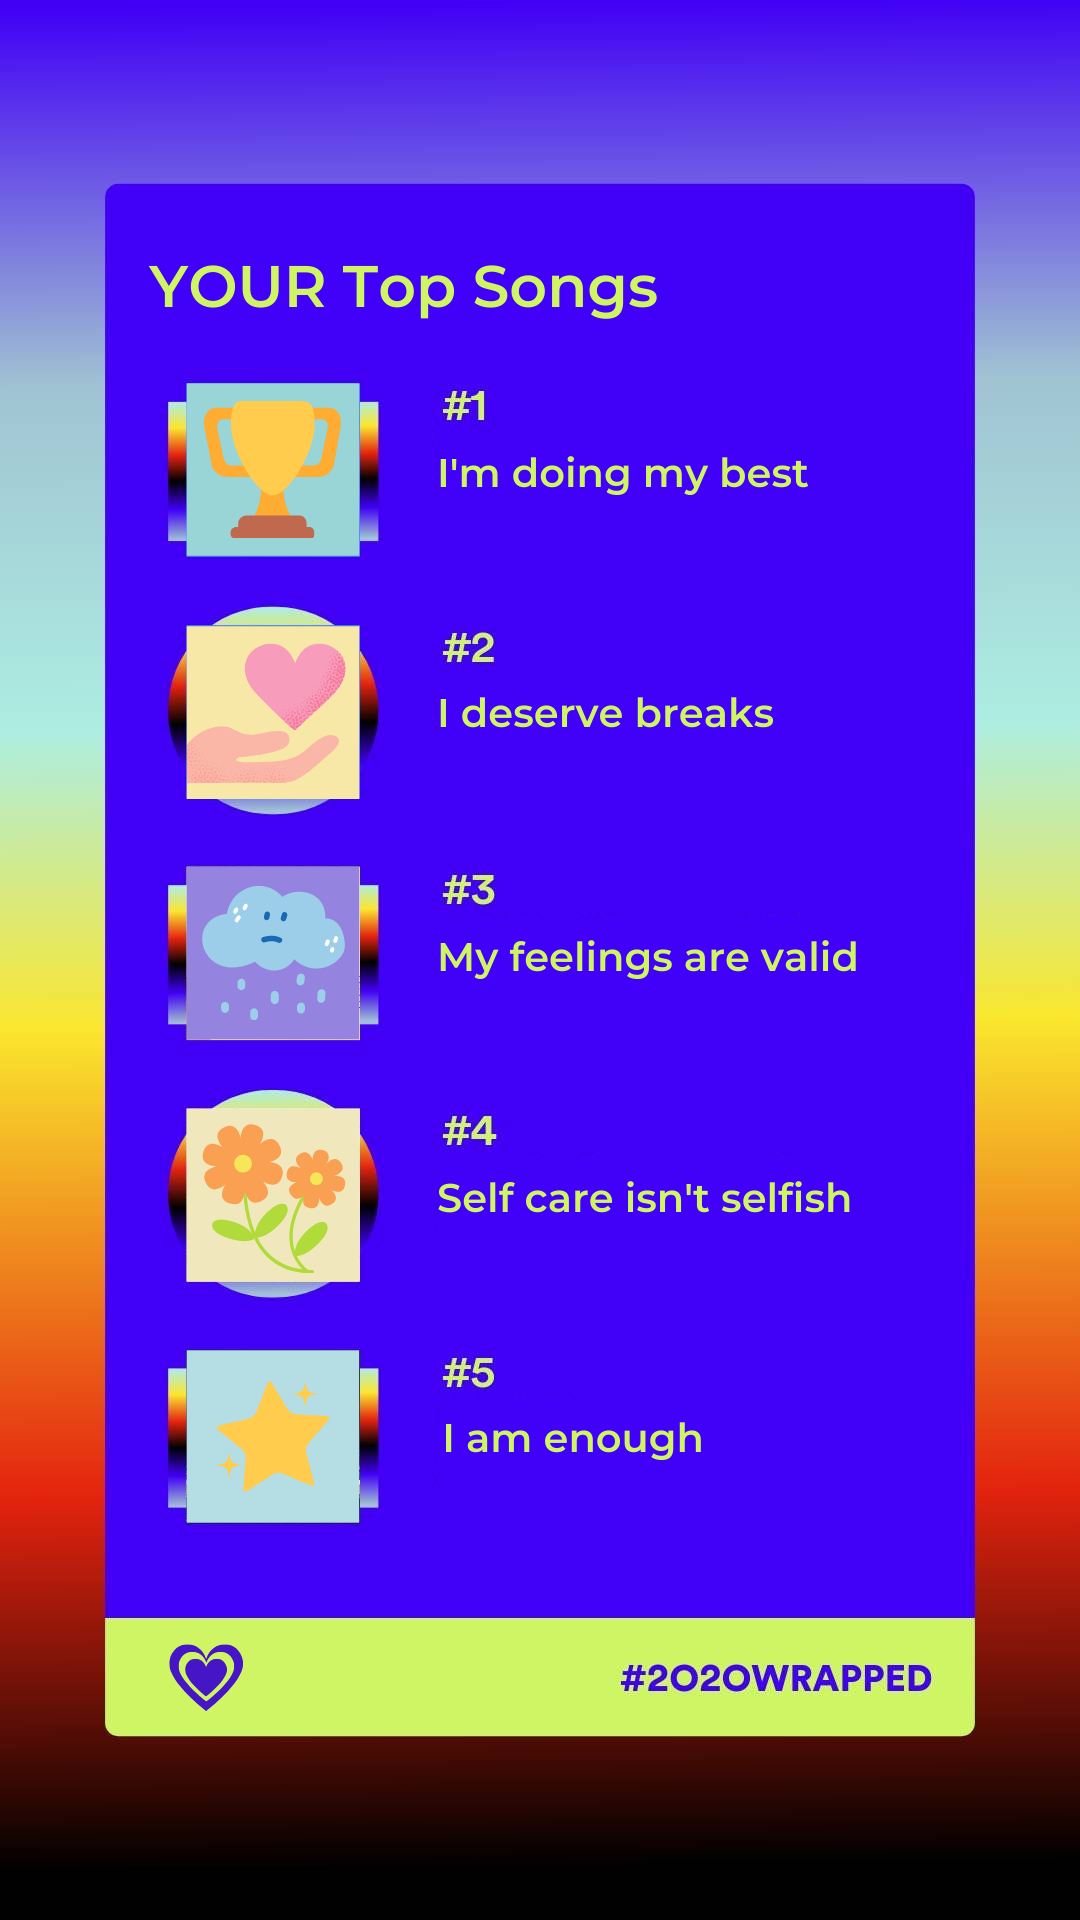 YOUR Top Songs
#1
I'm doing my best
#2
I deserve breaks
#3
My feelings are valid
#4
Self care isn't selfish
#5
I am enough
#2020WRAPPED